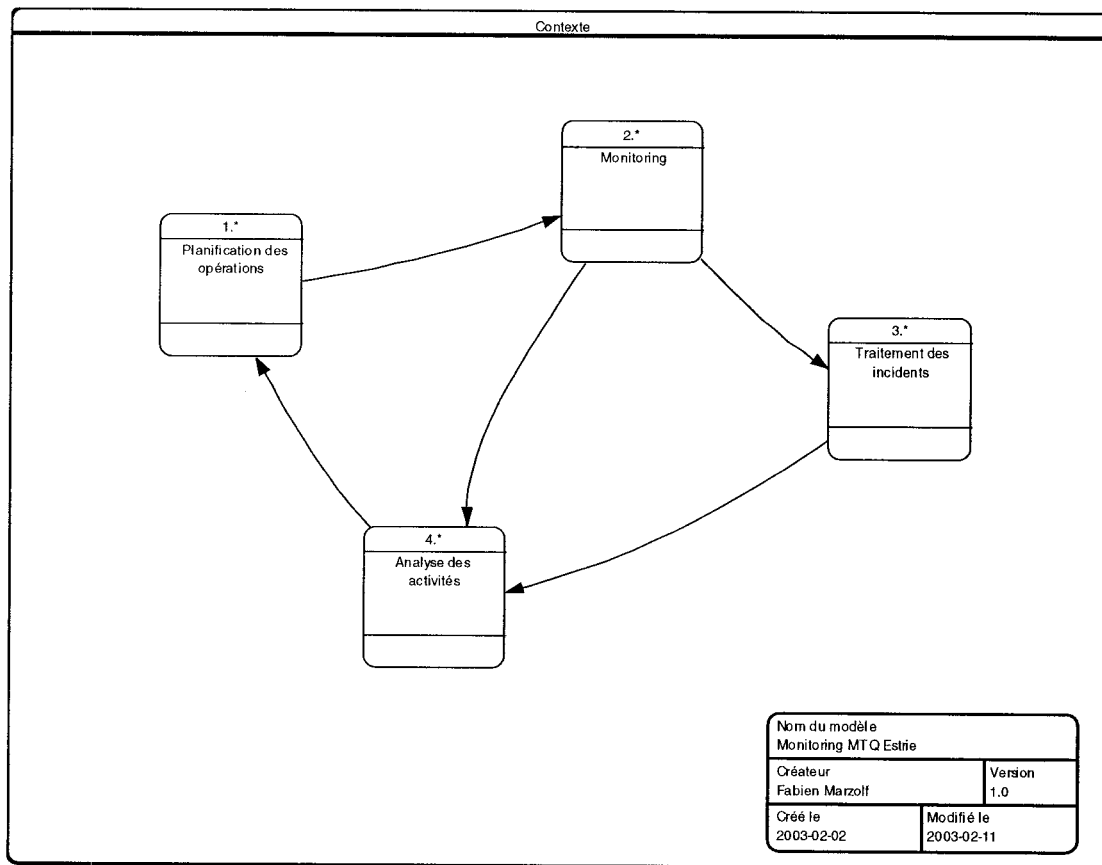 Contexte
2.*
Monitoring
1.*
Planification des
opérations
3.*
Traitement des
incidents
4.*
Analyse des
activités
Nom du modèle
Monitoring MTQ Estrie
Créateur
Fabien Marzolf
Version
1.0
Créé le
2003-02-02
Modifié le
2003-02-11